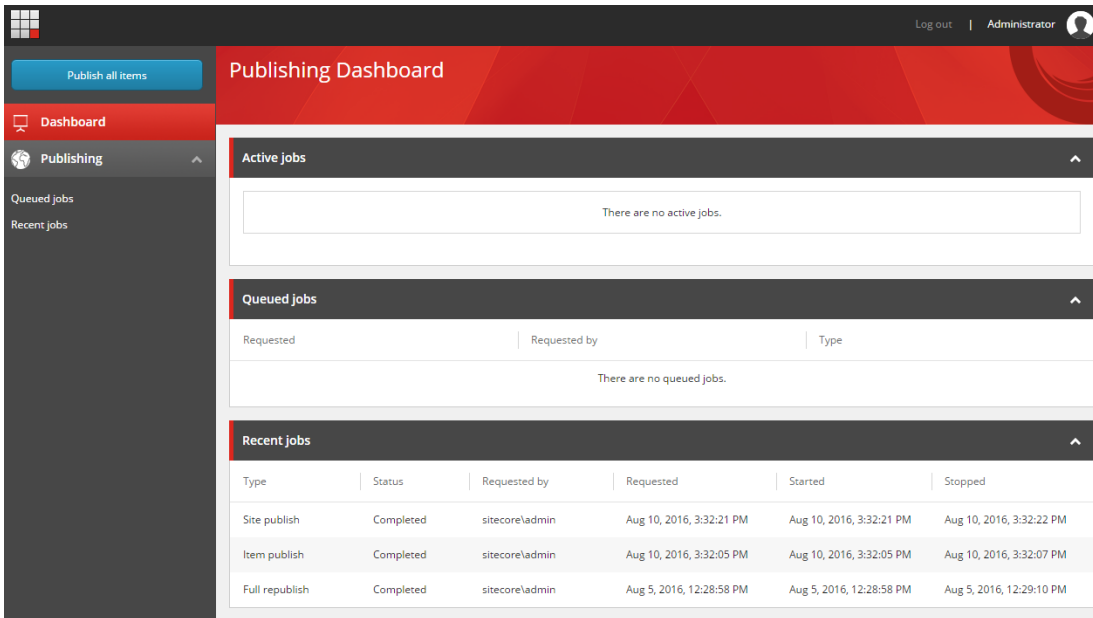 Log out | Administrator
Publish all items
Publishing Dashboard
Dashboard
Publishing
Queued jobs
Recent jobs
Active jobs
There are no active jobs.
Queued jobs
Requested Requested by Type
There are no queued jobs.
Recent jobs
Type Status Requested by Requested Started Stopped
Site publish Completed sitecore\admin Aug 10, 2016, 3:32:21 PM Aug 10, 2016, 3:32:21 PM Aug 10, 2016, 3:32:22 PM
Item publish Completed sitecore\admin Aug 10, 2016, 3:32:05 PM Aug 10, 2016, 3:32:05 PM Aug 10, 2016, 3:32:07 PM
Full republish Completed sitecore\admin Aug 5, 2016, 12:28:58 PM Aug 5, 2016, 12:28:58 PM Aug 5, 2016, 12:29:10 PM